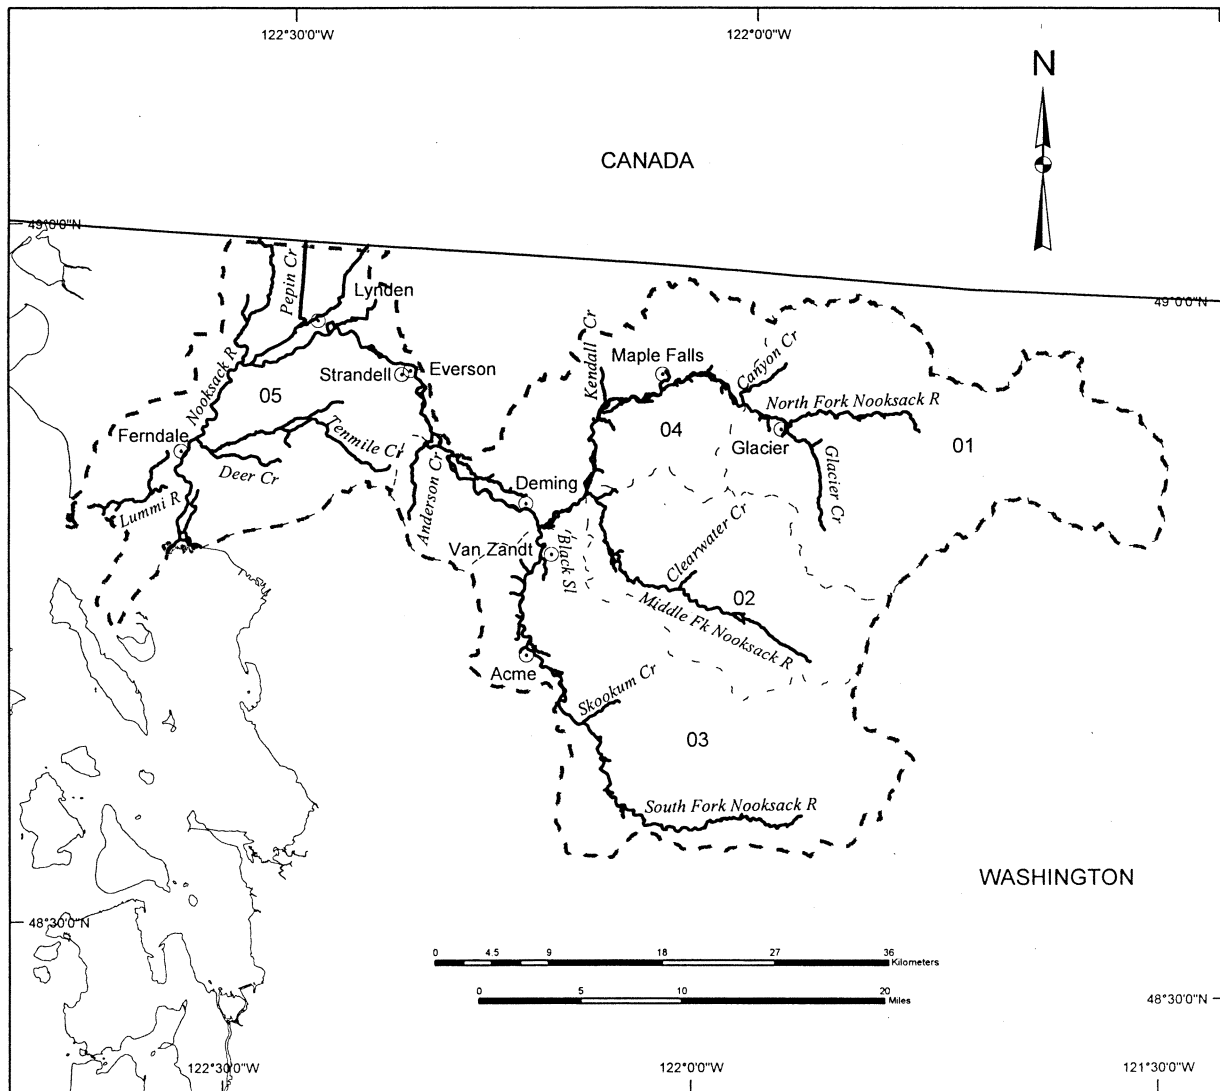 122°30'0"W
122°0'0"W
N
CANADA
49°0'0"N
49°0'0"N
Pepin Cr
Lynden
Kendall Cr
Maple Falls
Canyon Cr
Nooksack R
Strandell
Everson
05
North Fork Nooksack R
Ferndale
Tenmile Cr
04
Glacier
01
Deer Cr
Anderson Cr
Deming
Glacier Cr
Lummi R
Clearwater Cr
Van Zandt
Black Sl
02
Middle Fk Nooksack R
Acme
Skookum Cr
03
South Fork Nooksack R
WASHINGTON
48°30'0"N
0 4.5 9 18 27 36
Kilometers
0 5 10 20
Miles
48°30'0"N
122°30'0"W
122°0'0"W
121°30'0"W